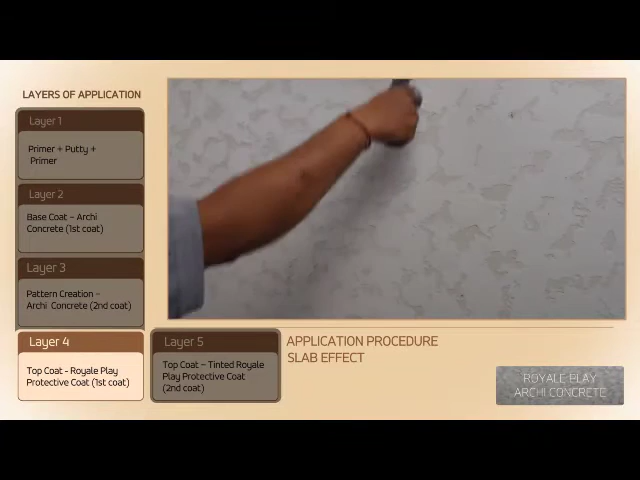 LAYERS OF APPLICATION
Layer 1
Primer + Putty +
Primer
Layer 2
Base Coat – Archi
Concrete (1st coat)
Layer 3
Pattern Creation –
Archi Concrete (2nd coat)
Layer 4
Top Coat - Royale Play
Protective Coat (1st coat)
Layer 5
Top Coat – Tinted Royale
Play Protective Coat
(2nd coat)
APPLICATION PROCEDURE
SLAB EFFECT
ROYALE PLAY
ARCHI CONCRETE